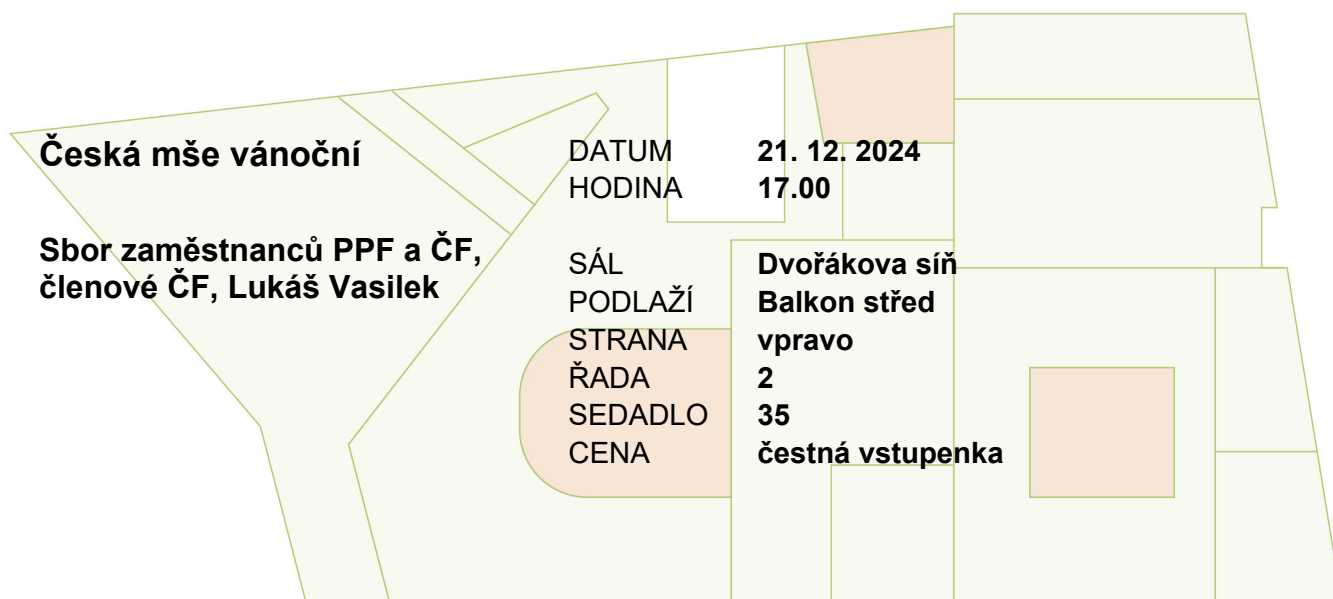 Česká mše vánoční
Sbor zaměstnanců PPF a ČF,
členové ČF, Lukáš Vasilek
DATUM 21. 12. 2024
HODINA 17.00
SÁL Dvořákova síň
PODLAŽÍ Balkon střed
STRANA vpravo
ŘADA 2
SEDADLO 35
CENA čestná vstupenka